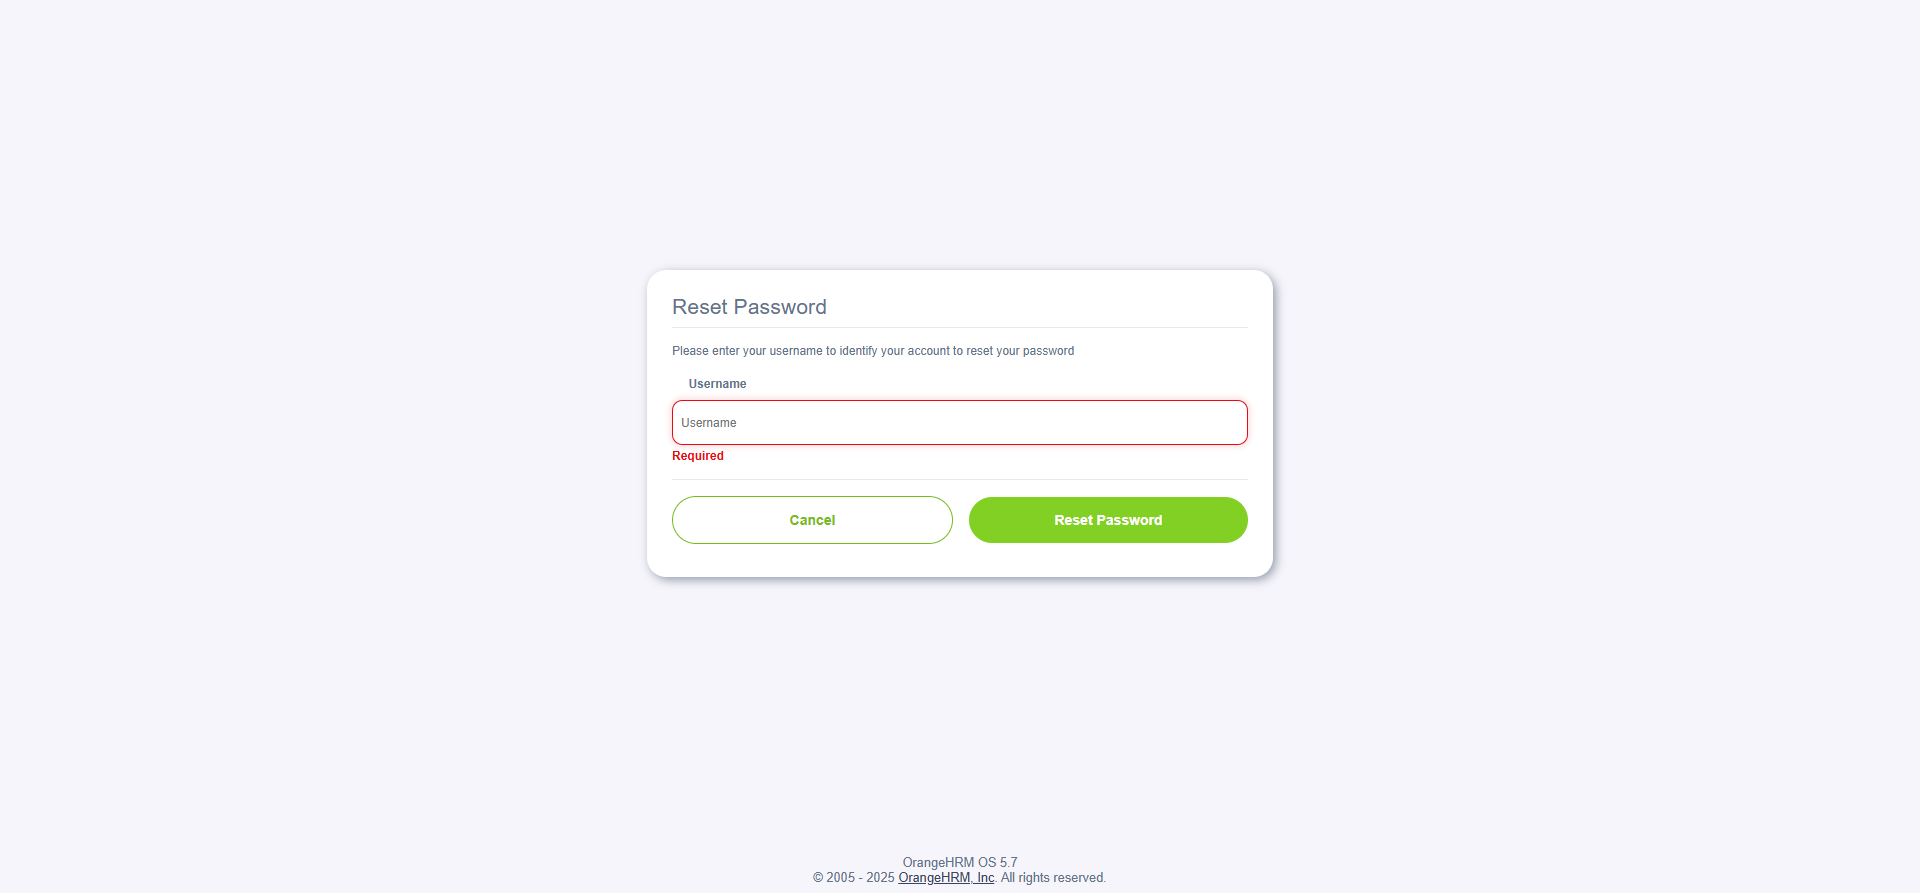 Reset Password
Please enter your username to identify your account to reset your password
Username
Username
Required
Cancel
Reset Password
OrangeHRM OS 5.7
© 2005 - 2025 OrangeHRM, Inc. All rights reserved.